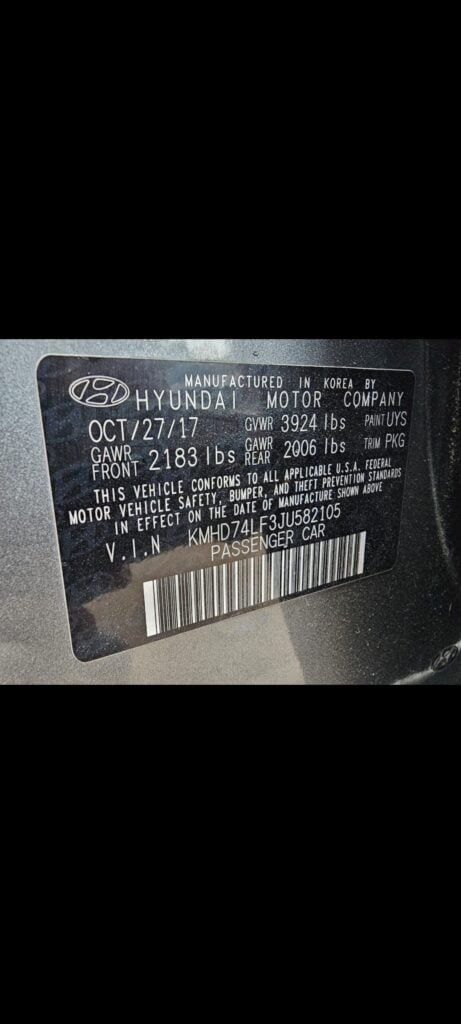 MANUFACTURED IN KOREA BY
HYUNDAI MOTOR COMPANY
OCT/27/17 GVWR 3924 lbs PAINT UYS
GAWR FRONT 2183 lbs GAWR REAR 2006 lbs TRIM PKG
THIS VEHICLE CONFORMS TO ALL APPLICABLE U.S.A. FEDERAL
MOTOR VEHICLE SAFETY, BUMPER, AND THEFT PREVENTION STANDARDS
IN EFFECT ON THE DATE OF MANUFACTURE SHOWN ABOVE
V.I.N KMHD74LF3JU582105
PASSENGER CAR